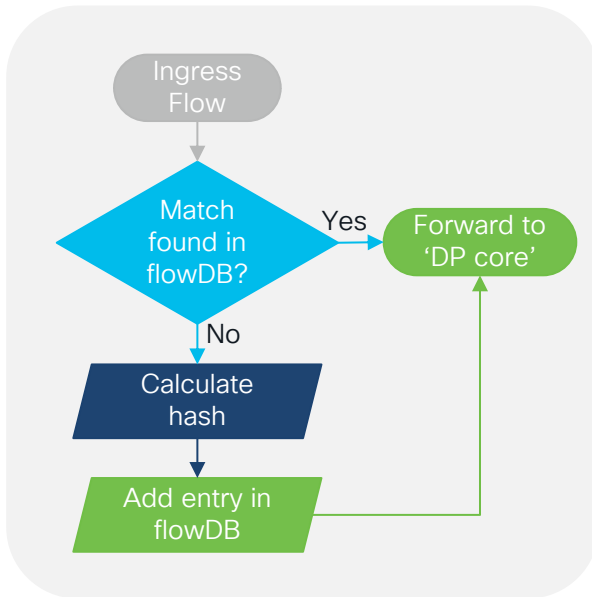 Ingress
Flow
Match
found in
flowDB?
Yes
Forward to
‘DP core’
No
Calculate
hash
Add entry in
flowDB